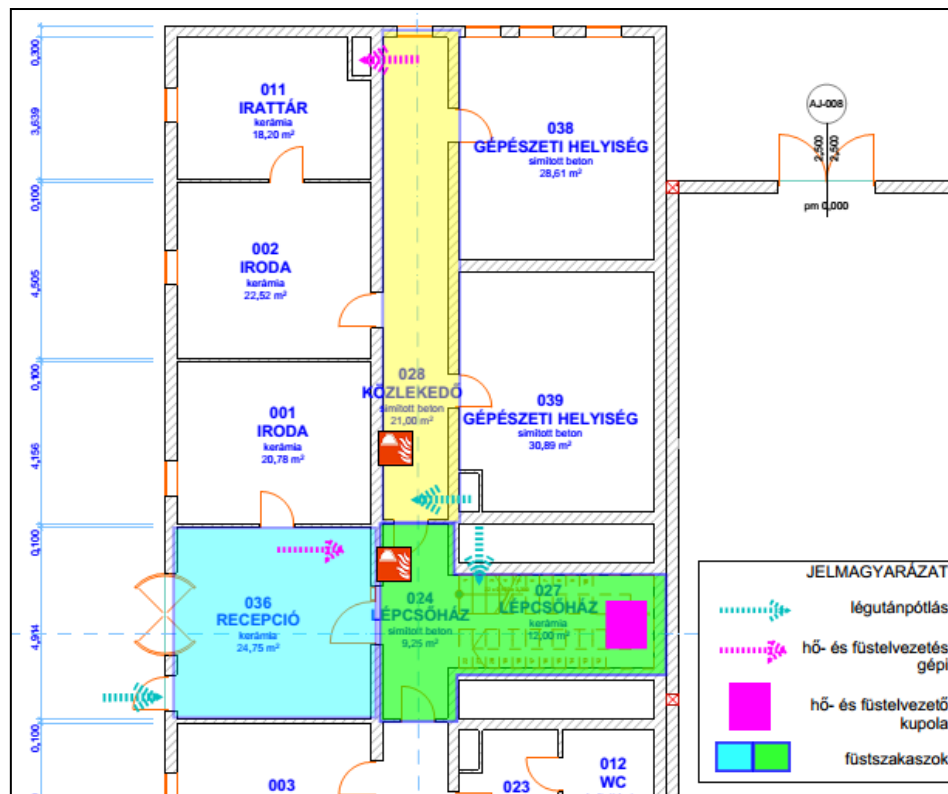 0,300
3,639
0,100
4,505
0,100
4,156
0,100
4,914
0,100
011
IRATTÁR
kerámia
18,20 m²
038
GÉPÉSZETI HELYISÉG
simított beton
28,61 m²
AJ-008
2,500
2,500
pm 0,000
002
IRODA
kerámia
22,52 m²
028
KÖZLEKEDŐ
simított beton
21,00 m²
001
IRODA
kerámia
20,78 m²
039
GÉPÉSZETI HELYISÉG
simított beton
30,89 m²
036
RECEPCIÓ
kerámia
24,75 m²
024
LÉPCSŐHÁZ
simított beton
9,25 m²
027
LÉPCSŐHÁZ
kerámia
12,00 m²
003
023
012
WC
JELMAGYARÁZAT
légutánpótlás
hő- és füstelvezetés
gépi
hő- és füstelvezető
kupola
füstszakaszok